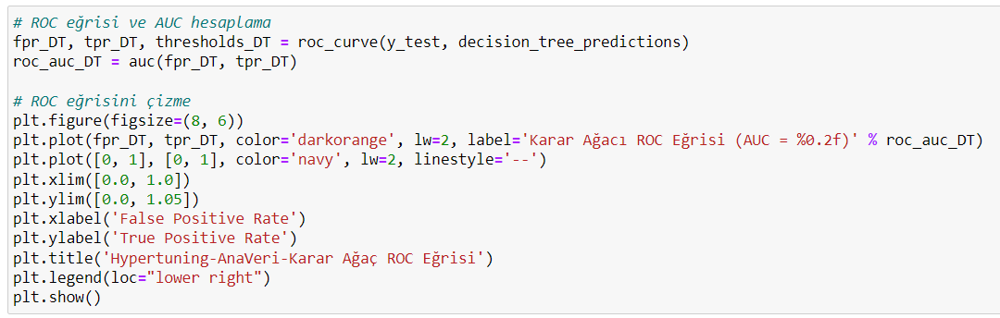 # ROC eğrisi ve AUC hesaplama
fpr_DT, tpr_DT, thresholds_DT = roc_curve(y_test, decision_tree_predictions)
roc_auc_DT = auc(fpr_DT, tpr_DT)
# ROC eğrisini çizme
plt.figure(figsize=(8, 6))
plt.plot(fpr_DT, tpr_DT, color='darkorange', lw=2, label='Karar Ağacı ROC Eğrisi (AUC = %0.2f)' % roc_auc_DT)
plt.plot([0, 1], [0, 1], color='navy', lw=2, linestyle='--')
plt.xlim([0.0, 1.0])
plt.ylim([0.0, 1.05])
plt.xlabel('False Positive Rate')
plt.ylabel('True Positive Rate')
plt.title('Hypertuning-AnaVeri-Karar Ağaç ROC Eğrisi')
plt.legend(loc="lower right")
plt.show()